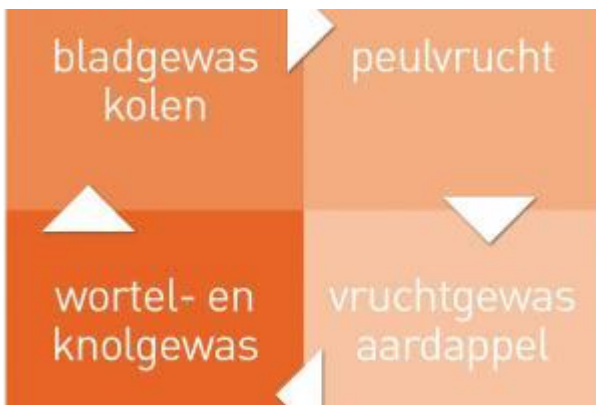 bladgewas
kolen
peulvrucht
wortel- en
knolgewas
vruchtgewas
aardappel